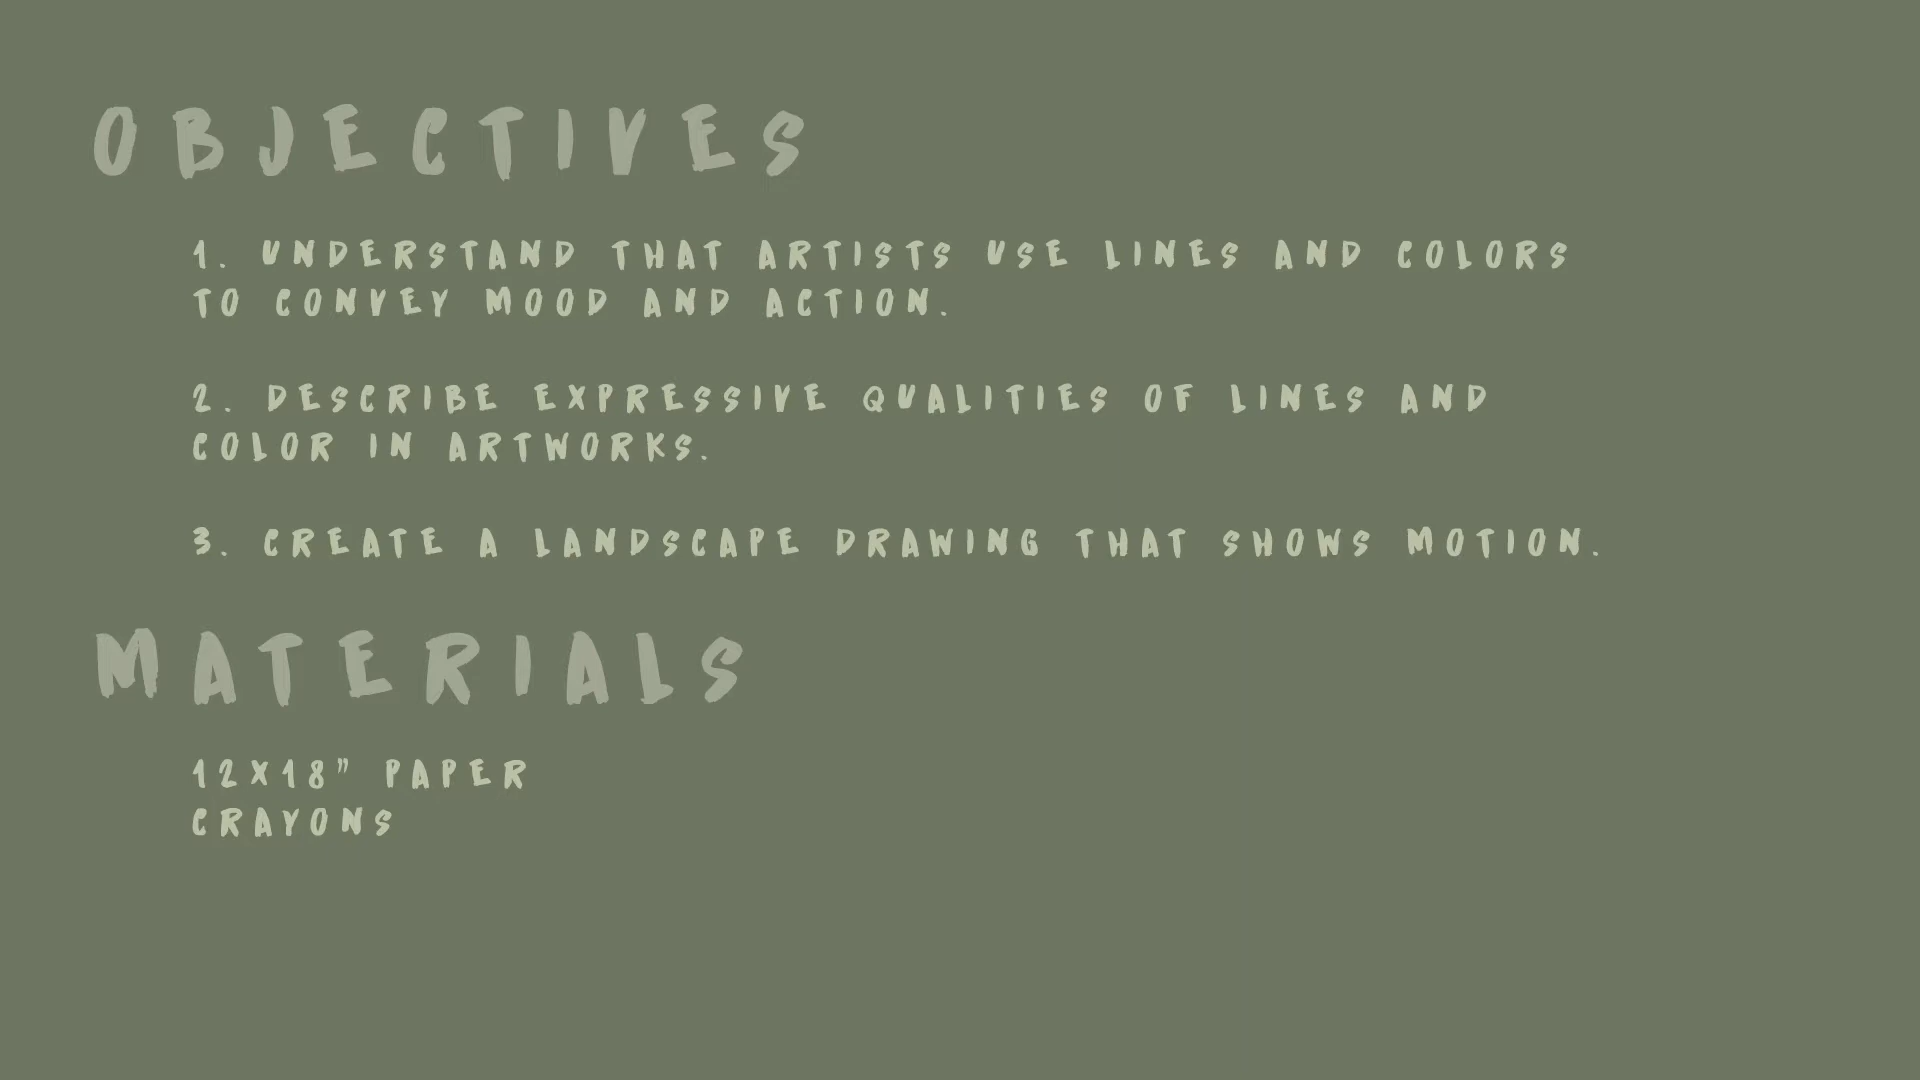 OBJECTIVES
1. UNDERSTAND THAT ARTISTS USE LINES AND COLORS
TO CONVEY MOOD AND ACTION.
2. DESCRIBE EXPRESSIVE QUALITIES OF LINES AND
COLOR IN ARTWORKS.
3. CREATE A LANDSCAPE DRAWING THAT SHOWS MOTION.
MATERIALS
12X18” PAPER
CRAYONS